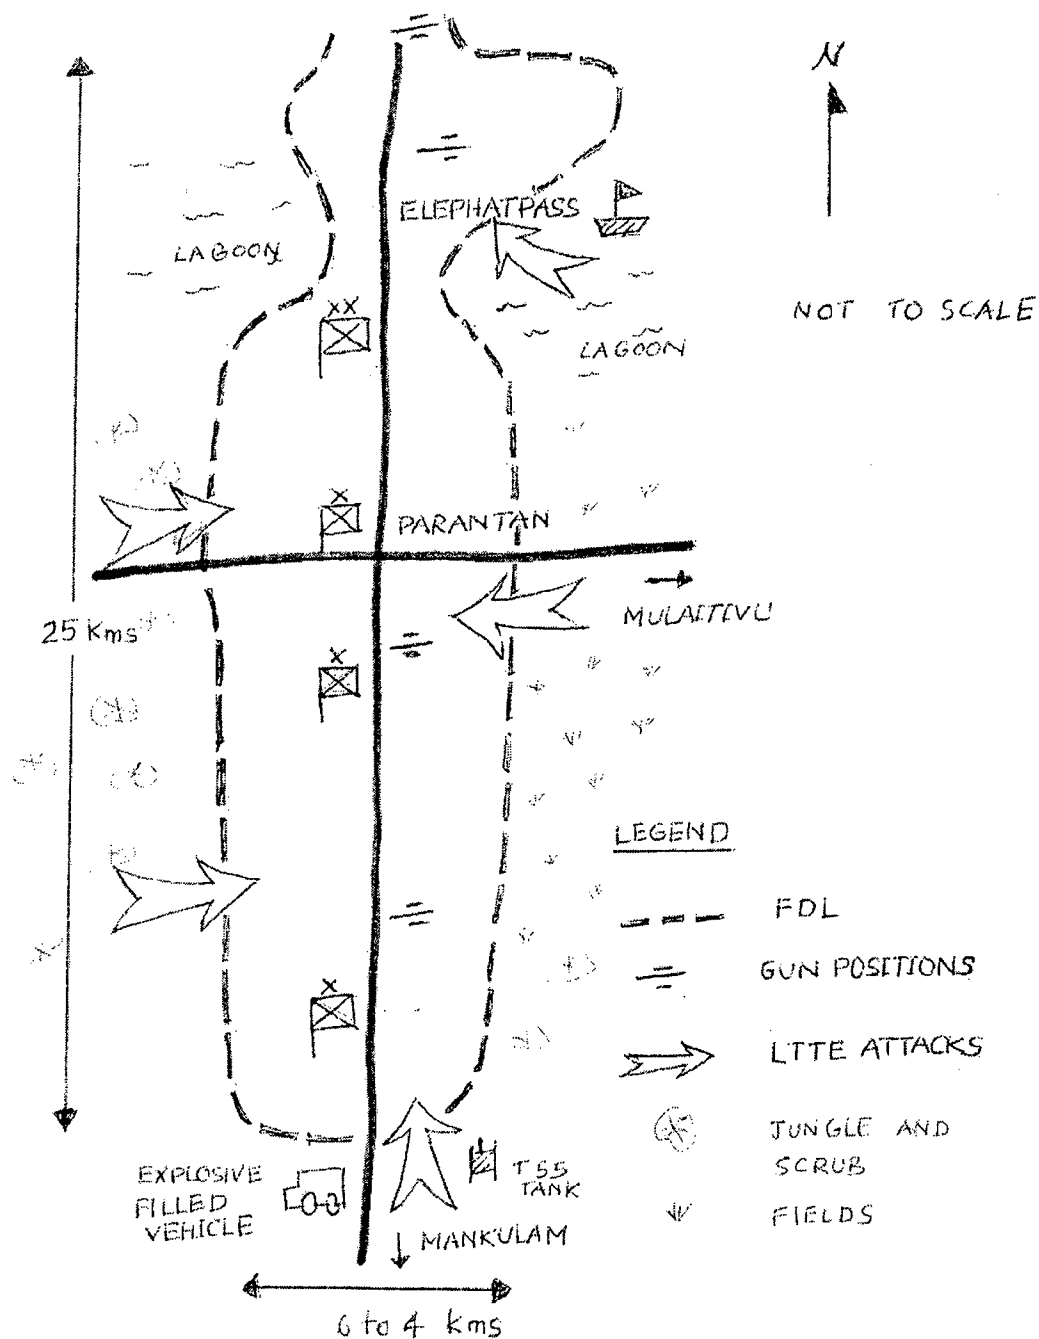 N
ELEPHATPASS
LAGOON
NOT TO SCALE
XX
LAGOON
X
PARANTAN
MULAITIVU
25 Kms
X
LEGEND
FDL
GUN POSITIONS
X
LTTE ATTACKS
JUNGLE AND
SCRUB
EXPLOSIVE
FILLED
VEHICLE
T 55
TANK
FIELDS
MANKULAM
6 to 4 kms